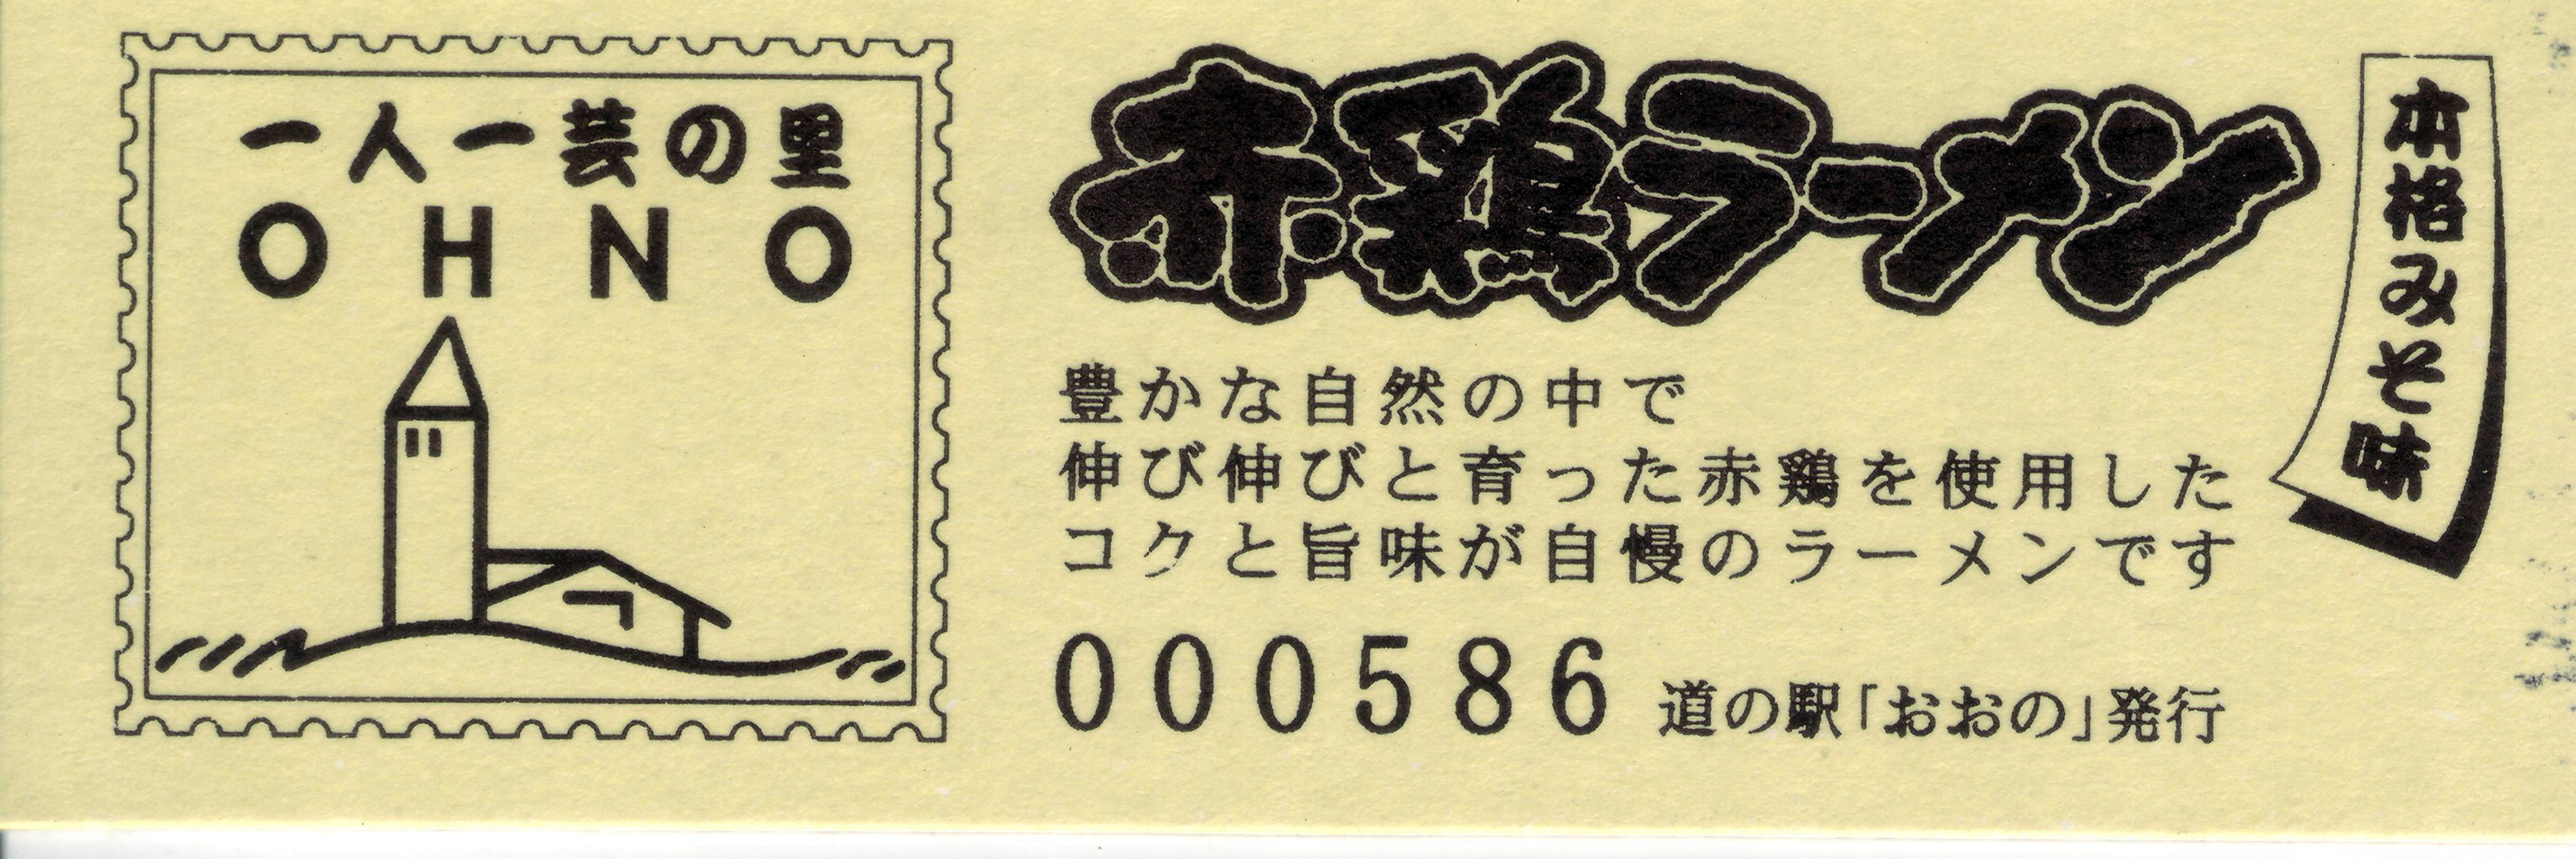 一人一芸の里
OHNO
赤鶏ラーメン
本格みそ味
豊かな自然の中で
伸び伸びと育った赤鶏を使用した
コクと旨味が自慢のラーメンです
000586 道の駅「おおの」発行